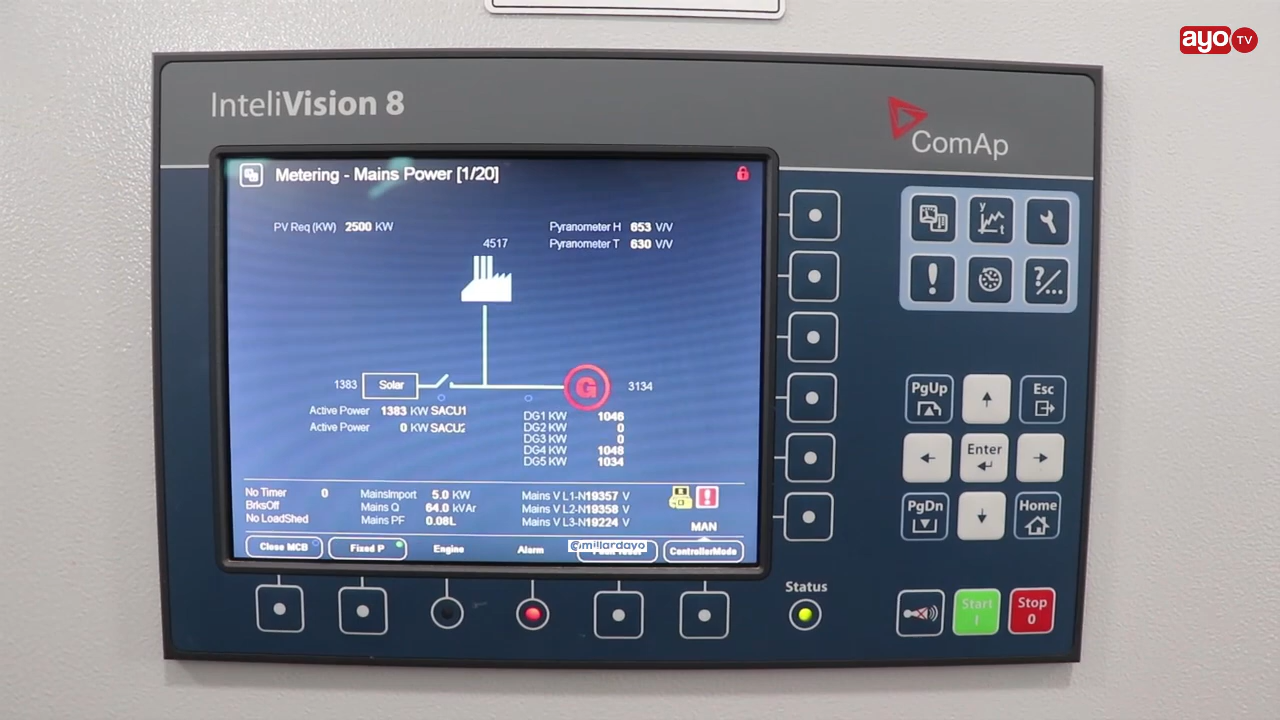 ayo TV
InteliVision 8
ComAp
Metering - Mains Power [1/20]
PV Req (KW) 2500 KW
Pyranometer H 653 V/V
Pyranometer T 630 V/V
4517
1383 Solar
G 3134
Active Power 1383 KW SACU1
Active Power 0 KW SACU2
DG1 KW 1046
DG2 KW 0
DG3 KW 0
DG4 KW 1048
DG5 KW 1034
No Timer 0
BrksOff
No LoadShed
MainsImport 5.0 KW
Mains Q 64.0 kVAr
Mains PF 0.08L
Mains V L1-N 19357 V
Mains V L2-N 19358 V
Mains V L3-N 19224 V
MAN
Close MCB
Fixed P
Engine
Alarm
@millardayo
ControllerMode
Status
y
t
?/...
PgUp
Esc
Enter
PgDn
Home
Start
I
Stop
0